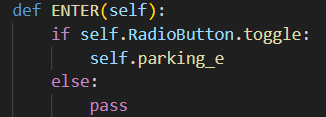 def ENTER(self):
    if self.RadioButton.toggle:
        self.parking_e
    else:
        pass